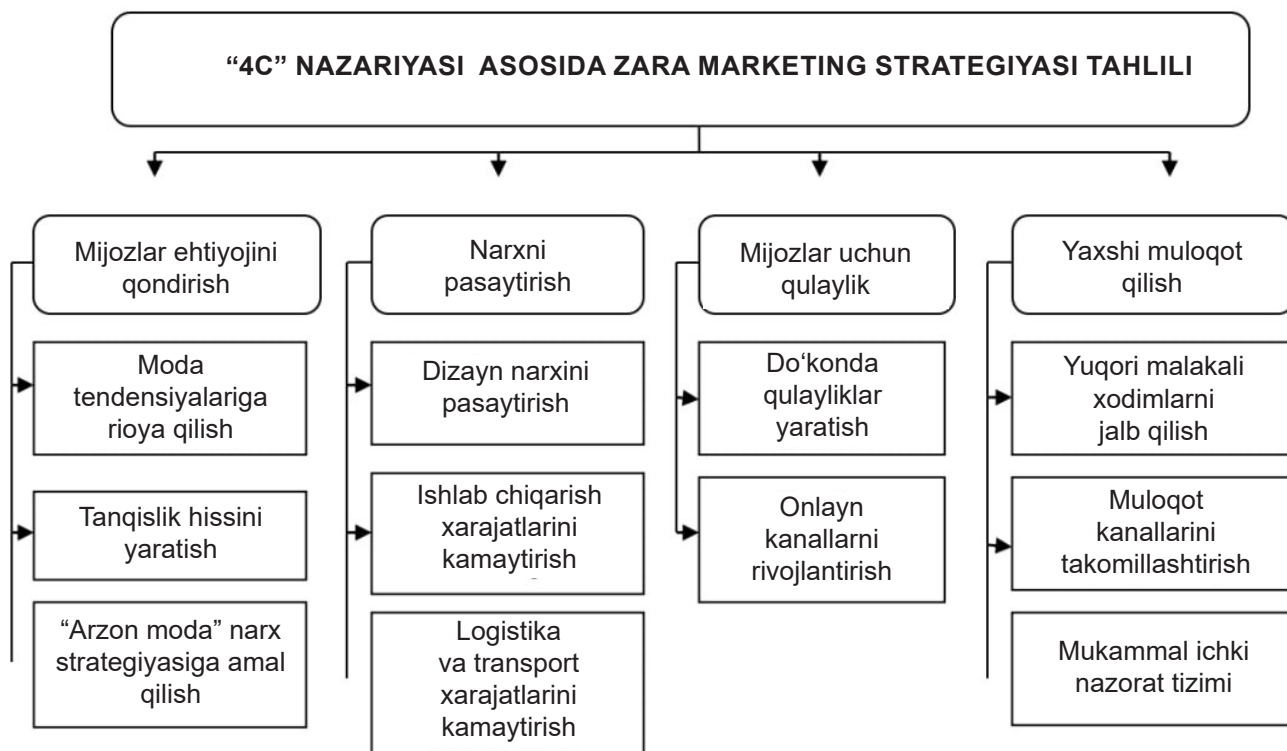 “4C” NAZARIYASI ASOSIDA ZARA MARKETING STRATEGIYASI TAHLILI
Mijozlar ehtiyojini
qondirish
Moda
tendensiyalariga
rioya qilish
Tanqislik hissini
yaratish
“Arzon moda” narx
strategiyasiga amal
qilish
Narxni
pasaytirish
Dizayn narxini
pasaytirish
Ishlab chiqarish
xarajatlarini
kamaytirish
Logistika
va transport
xarajatlarini
kamaytirish
Mijozlar uchun
qulaylik
Do‘konda
qulayliklar
yaratish
Onlayn
kanallarni
rivojlantirish
Yaxshi muloqot
qilish
Yuqori malakali
xodimlarni
jalb qilish
Muloqot
kanallarini
takomillashtirish
Mukammal ichki
nazorat tizimi